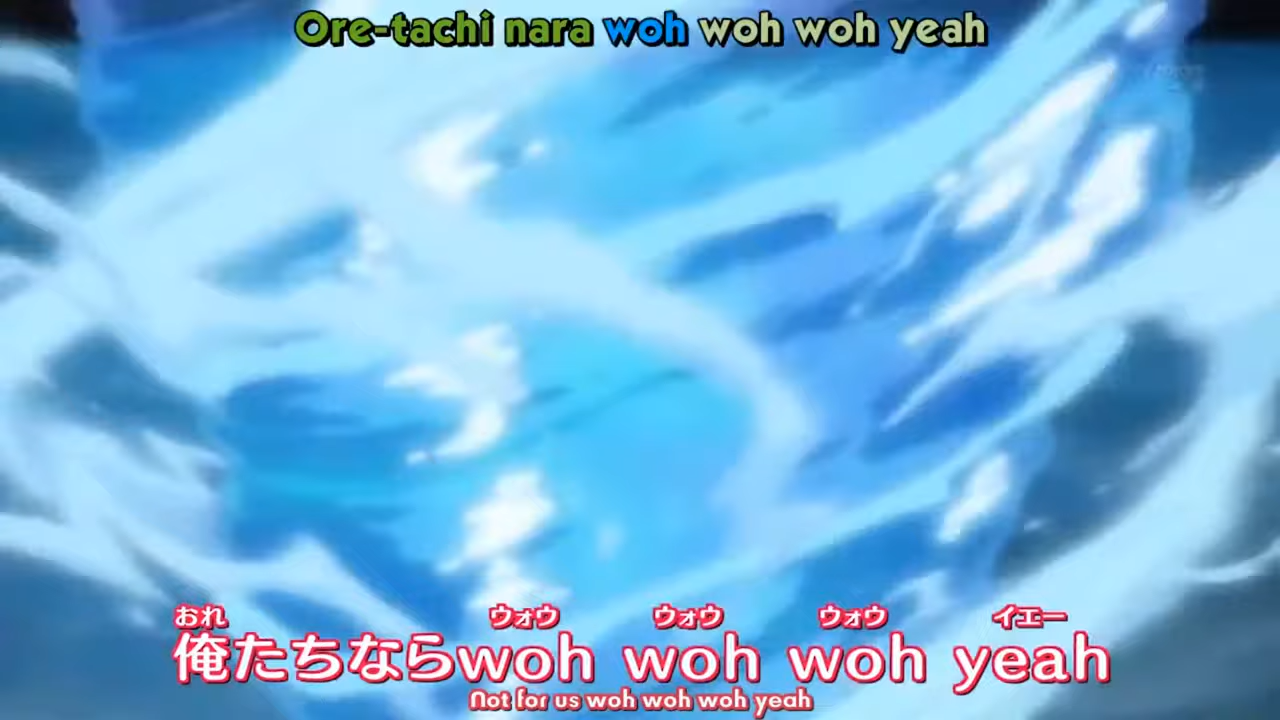 Ore-tachi nara woh woh woh yeah
おれ ウォウ ウォウ ウォウ イエー
俺たちならwoh woh woh yeah
Not for us woh woh woh yeah